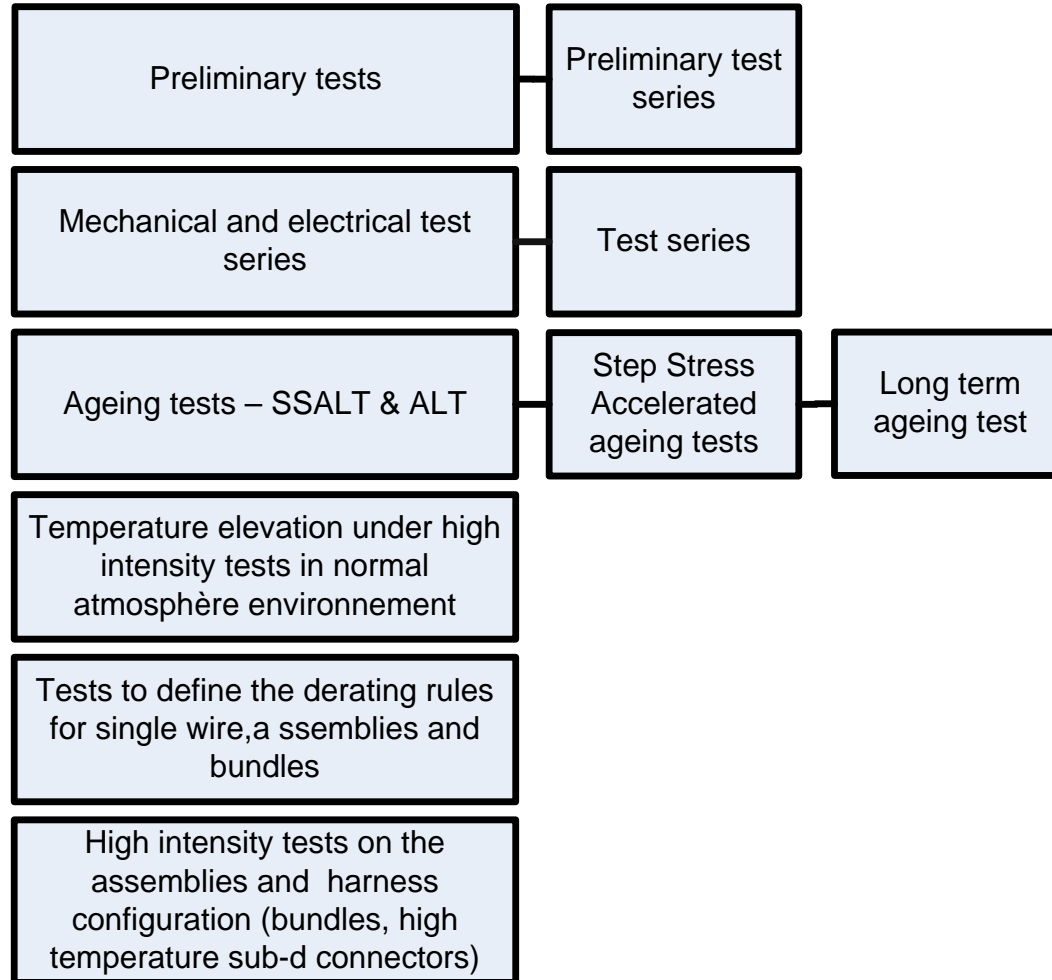 Preliminary tests
Preliminary test
series
Mechanical and electrical test
series
Test series
Ageing tests – SSALT & ALT
Step Stress
Accelerated
ageing tests
Long term
ageing test
Temperature elevation under high
intensity tests in normal
atmosphère environnement
Tests to define the derating rules
for single wire,a ssemblies and
bundles
High intensity tests on the
assemblies and  harness
configuration (bundles, high
temperature sub-d connectors)